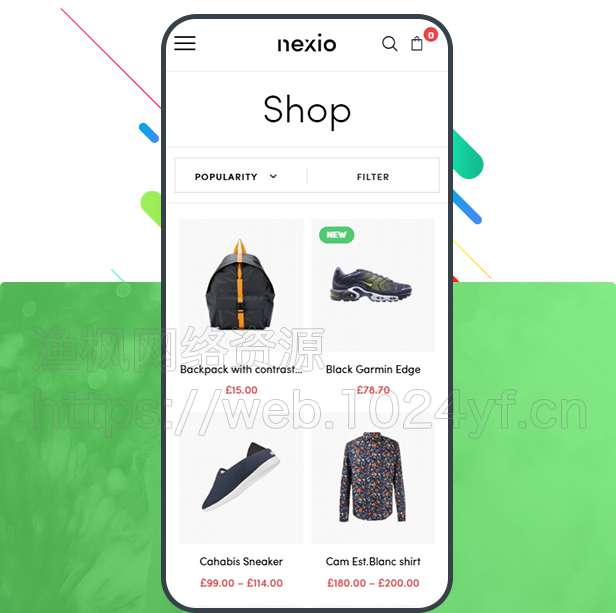 nexio
0
Shop
POPULARITY
FILTER
NEW
渔枫网络资源
Backpack with contrast...
Black Garmin Edge
£15.00
£78.70
https://web.1024yf.cn
Cahabis Sneaker
Cam Est.Blanc shirt
£99.00 – £114.00
£180.00 – £200.00